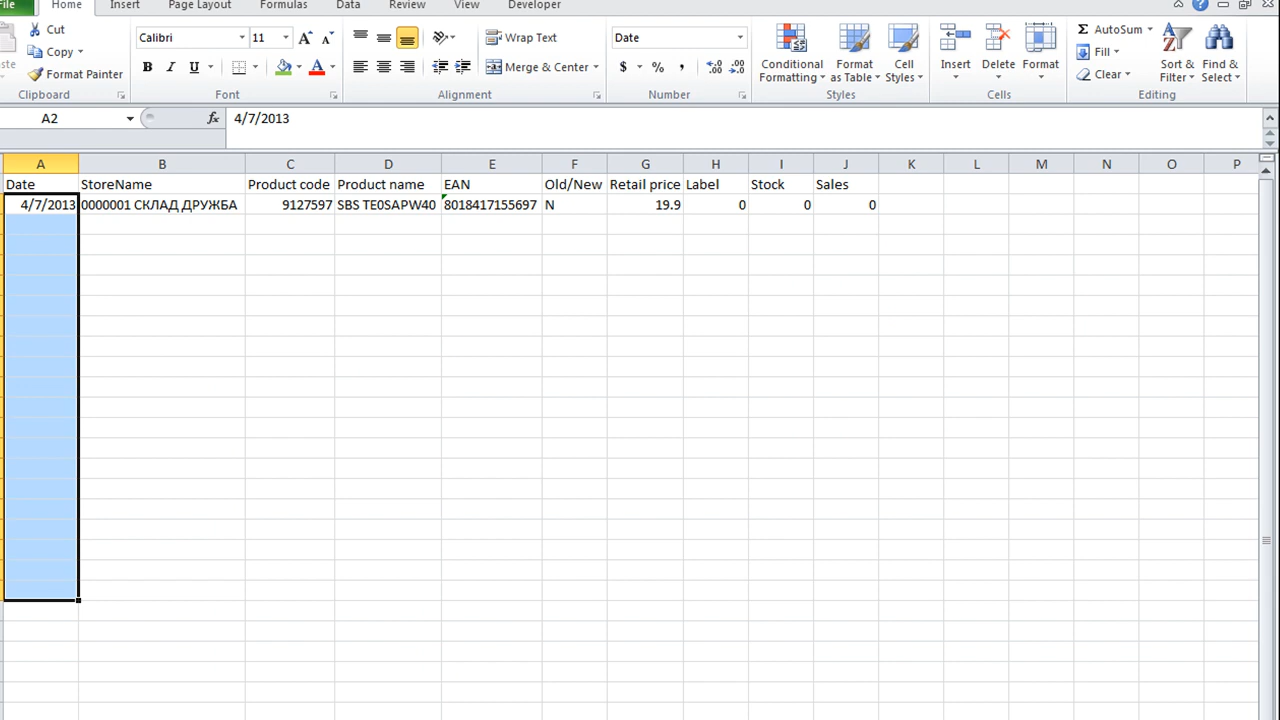 File Home Insert Page Layout Formulas Data Review View Developer
Cut Calibri 11 A A Wrap Text Date AutoSum
Copy Fill
Format Painter B I U Merge & Center $ % , .0 .00 .00 .0 Conditional Formatting Format as Table Cell Styles Insert Delete Format Clear Sort & Filter Find & Select
Clipboard Font Alignment Number Styles Cells Editing
A2 fx 4/7/2013
A B C D E F G H I J K L M N O P
Date StoreName Product code Product name EAN Old/New Retail price Label Stock Sales
4/7/2013 0000001 СКЛАД ДРУЖБА 9127597 SBS TE0SAPW40 8018417155697 N 19.9 0 0 0